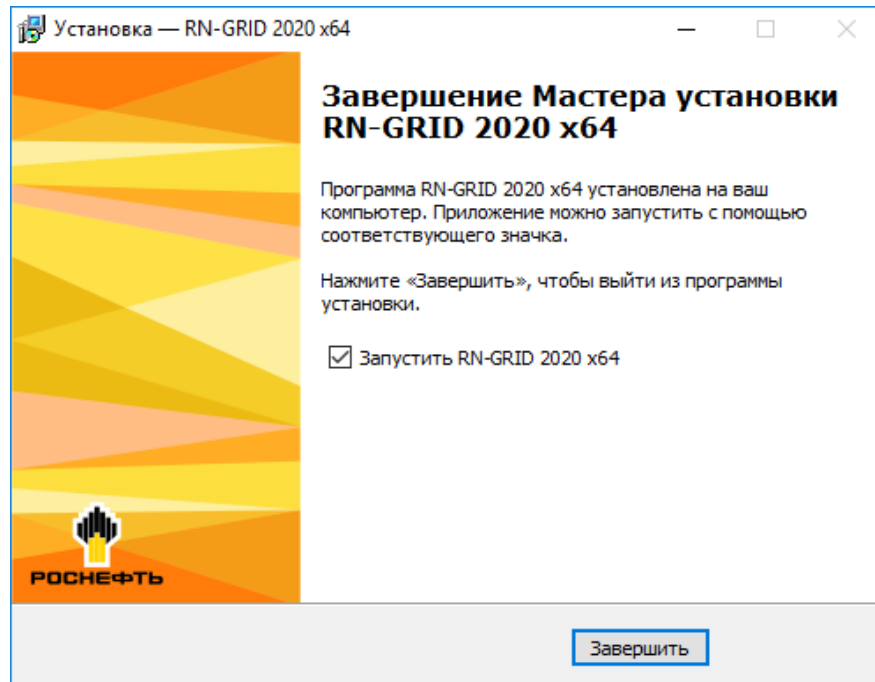 Установка — RN-GRID 2020 x64
Завершение Мастера установки
RN-GRID 2020 x64
Программа RN-GRID 2020 x64 установлена на ваш
компьютер. Приложение можно запустить с помощью
соответствующего значка.
Нажмите «Завершить», чтобы выйти из программы
установки.
Запустить RN-GRID 2020 x64
РОСНЕФТЬ
Завершить